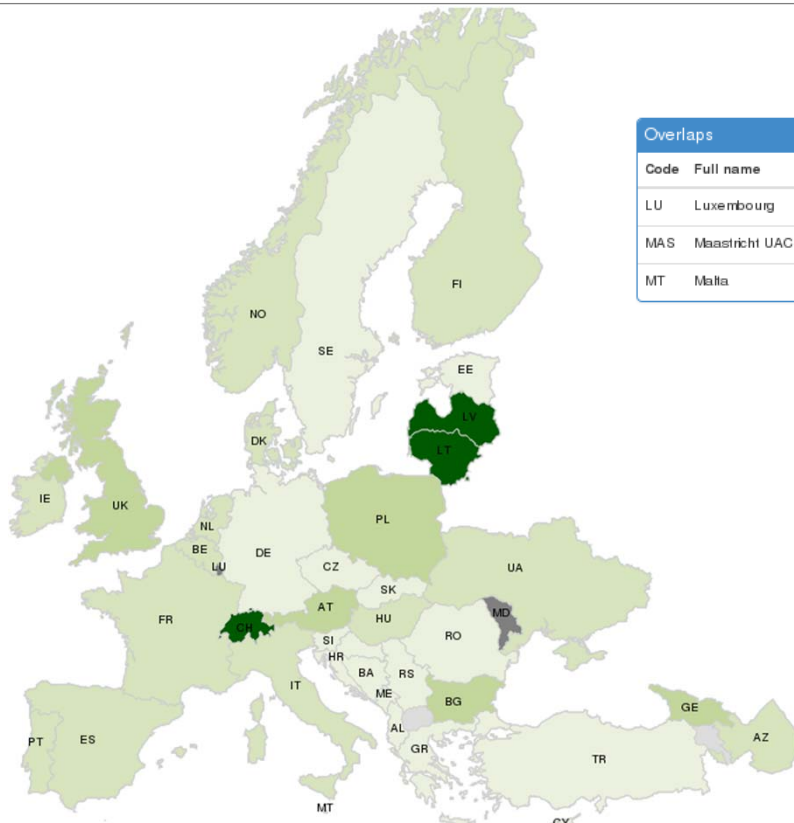 Overlaps
Code Full name
LU Luxembourg
MAS Maastricht UAC
MT Malta
FI
NO
SE
EE
LV
DK
LT
IE
UK
PL
NL
BE
DE
LU
CZ
UA
SK
AT
MD
FR
CH
HU
RO
SI
HR
BA
RS
IT
ME
BG
GE
AL
PT
ES
AZ
GR
TR
MT